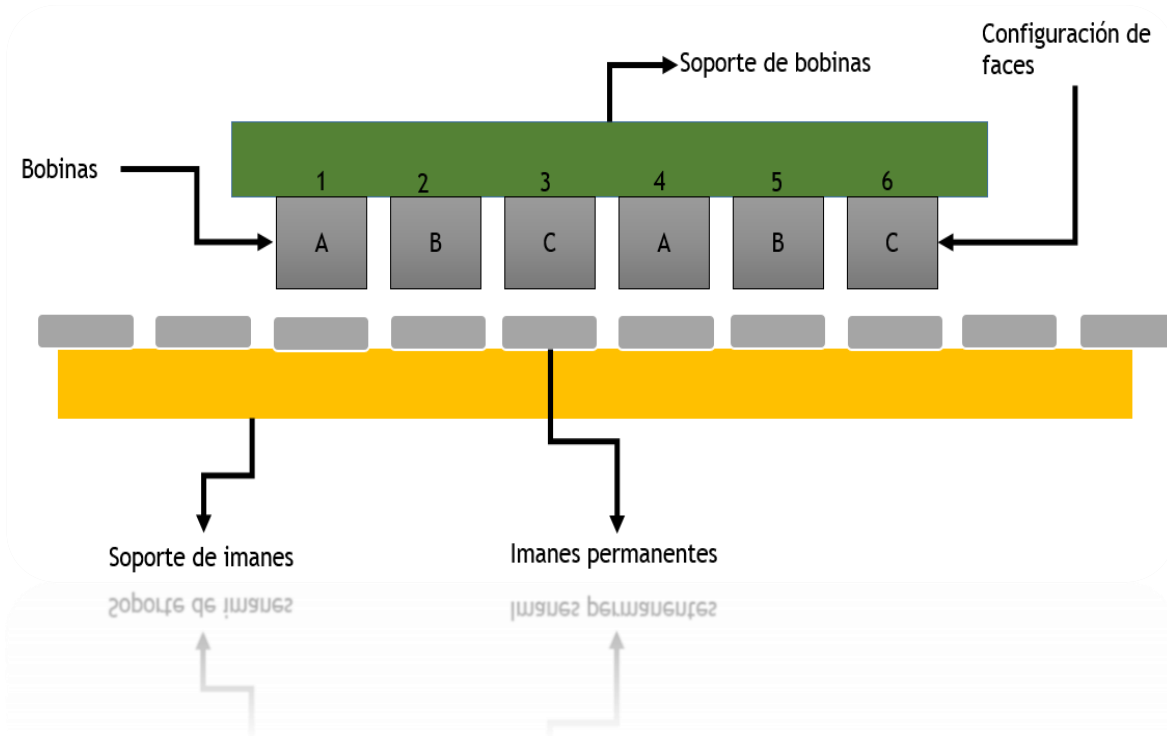 Configuración de
faces
Soporte de bobinas
Bobinas
1 2 3 4 5 6
A B C A B C
Soporte de imanes
Imanes permanentes
Soporte de imanes
Imanes permanentes